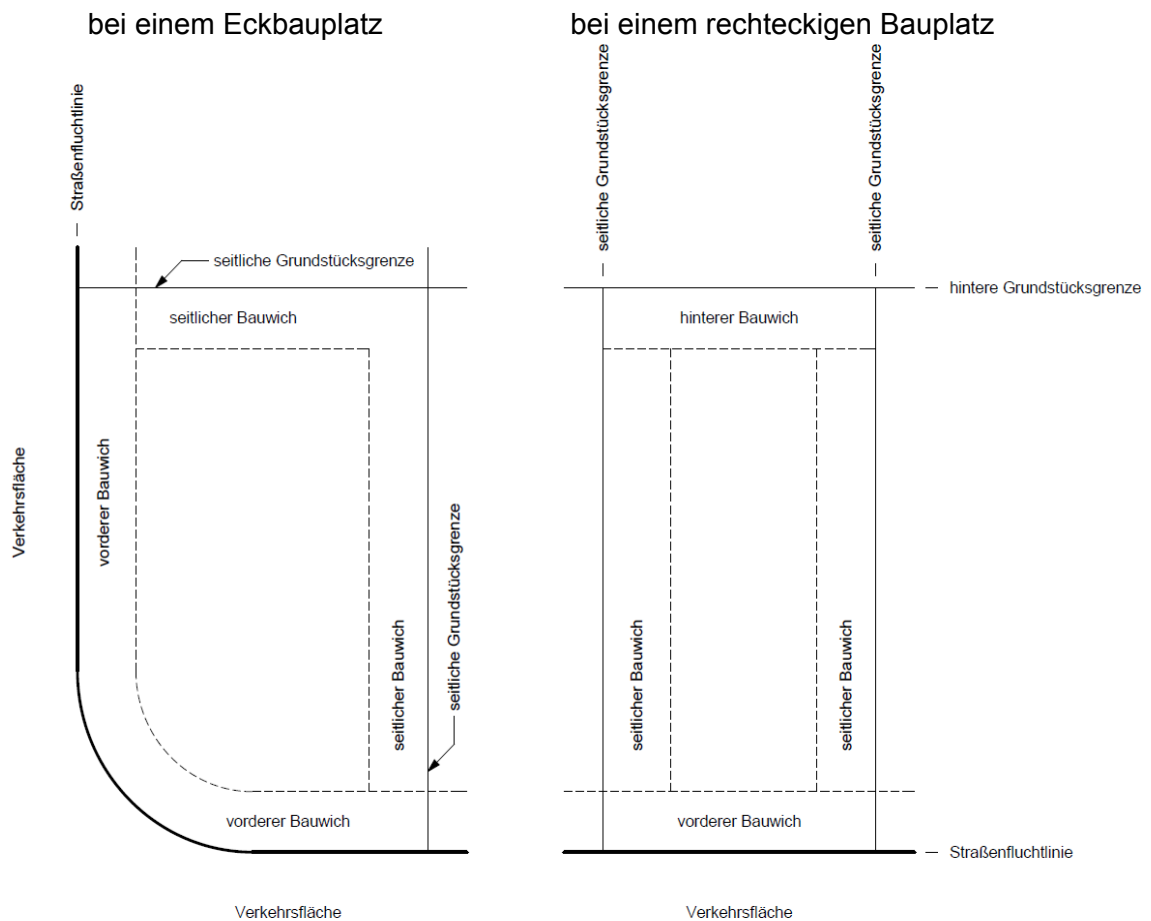 bei einem Eckbauplatz
Straßenfluchtlinie
seitliche Grundstücksgrenze
seitlicher Bauwich
Verkehrsfläche
vorderer Bauwich
seitlicher Bauwich
seitliche Grundstücksgrenze
vorderer Bauwich
Verkehrsfläche
bei einem rechteckigen Bauplatz
seitliche Grundstücksgrenze
seitliche Grundstücksgrenze
hintere Grundstücksgrenze
hinterer Bauwich
seitlicher Bauwich
seitlicher Bauwich
vorderer Bauwich
Straßenfluchtlinie
Verkehrsfläche